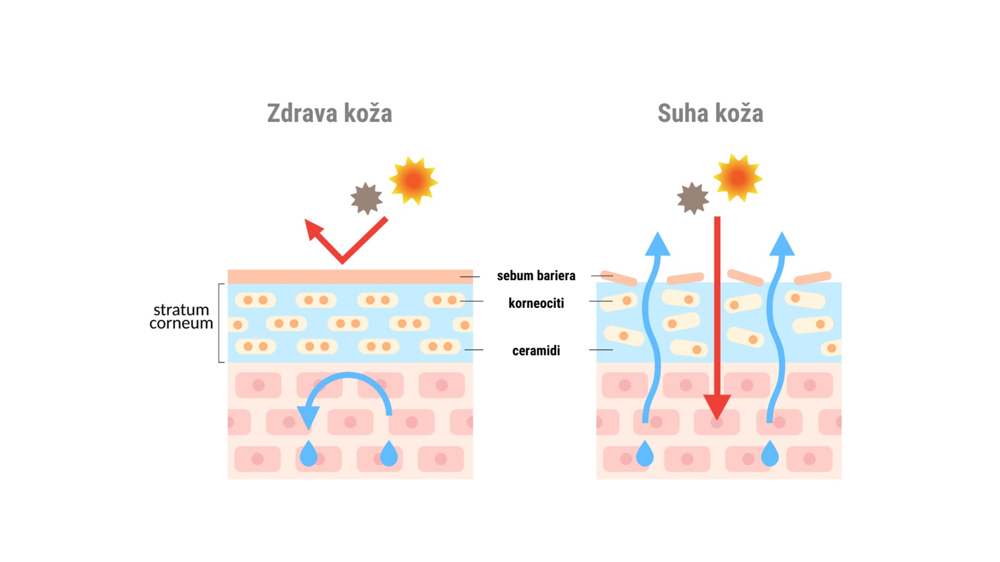 Zdrava koža
Suha koža
sebum bariera
korneociti
stratum
corneum
ceramidi